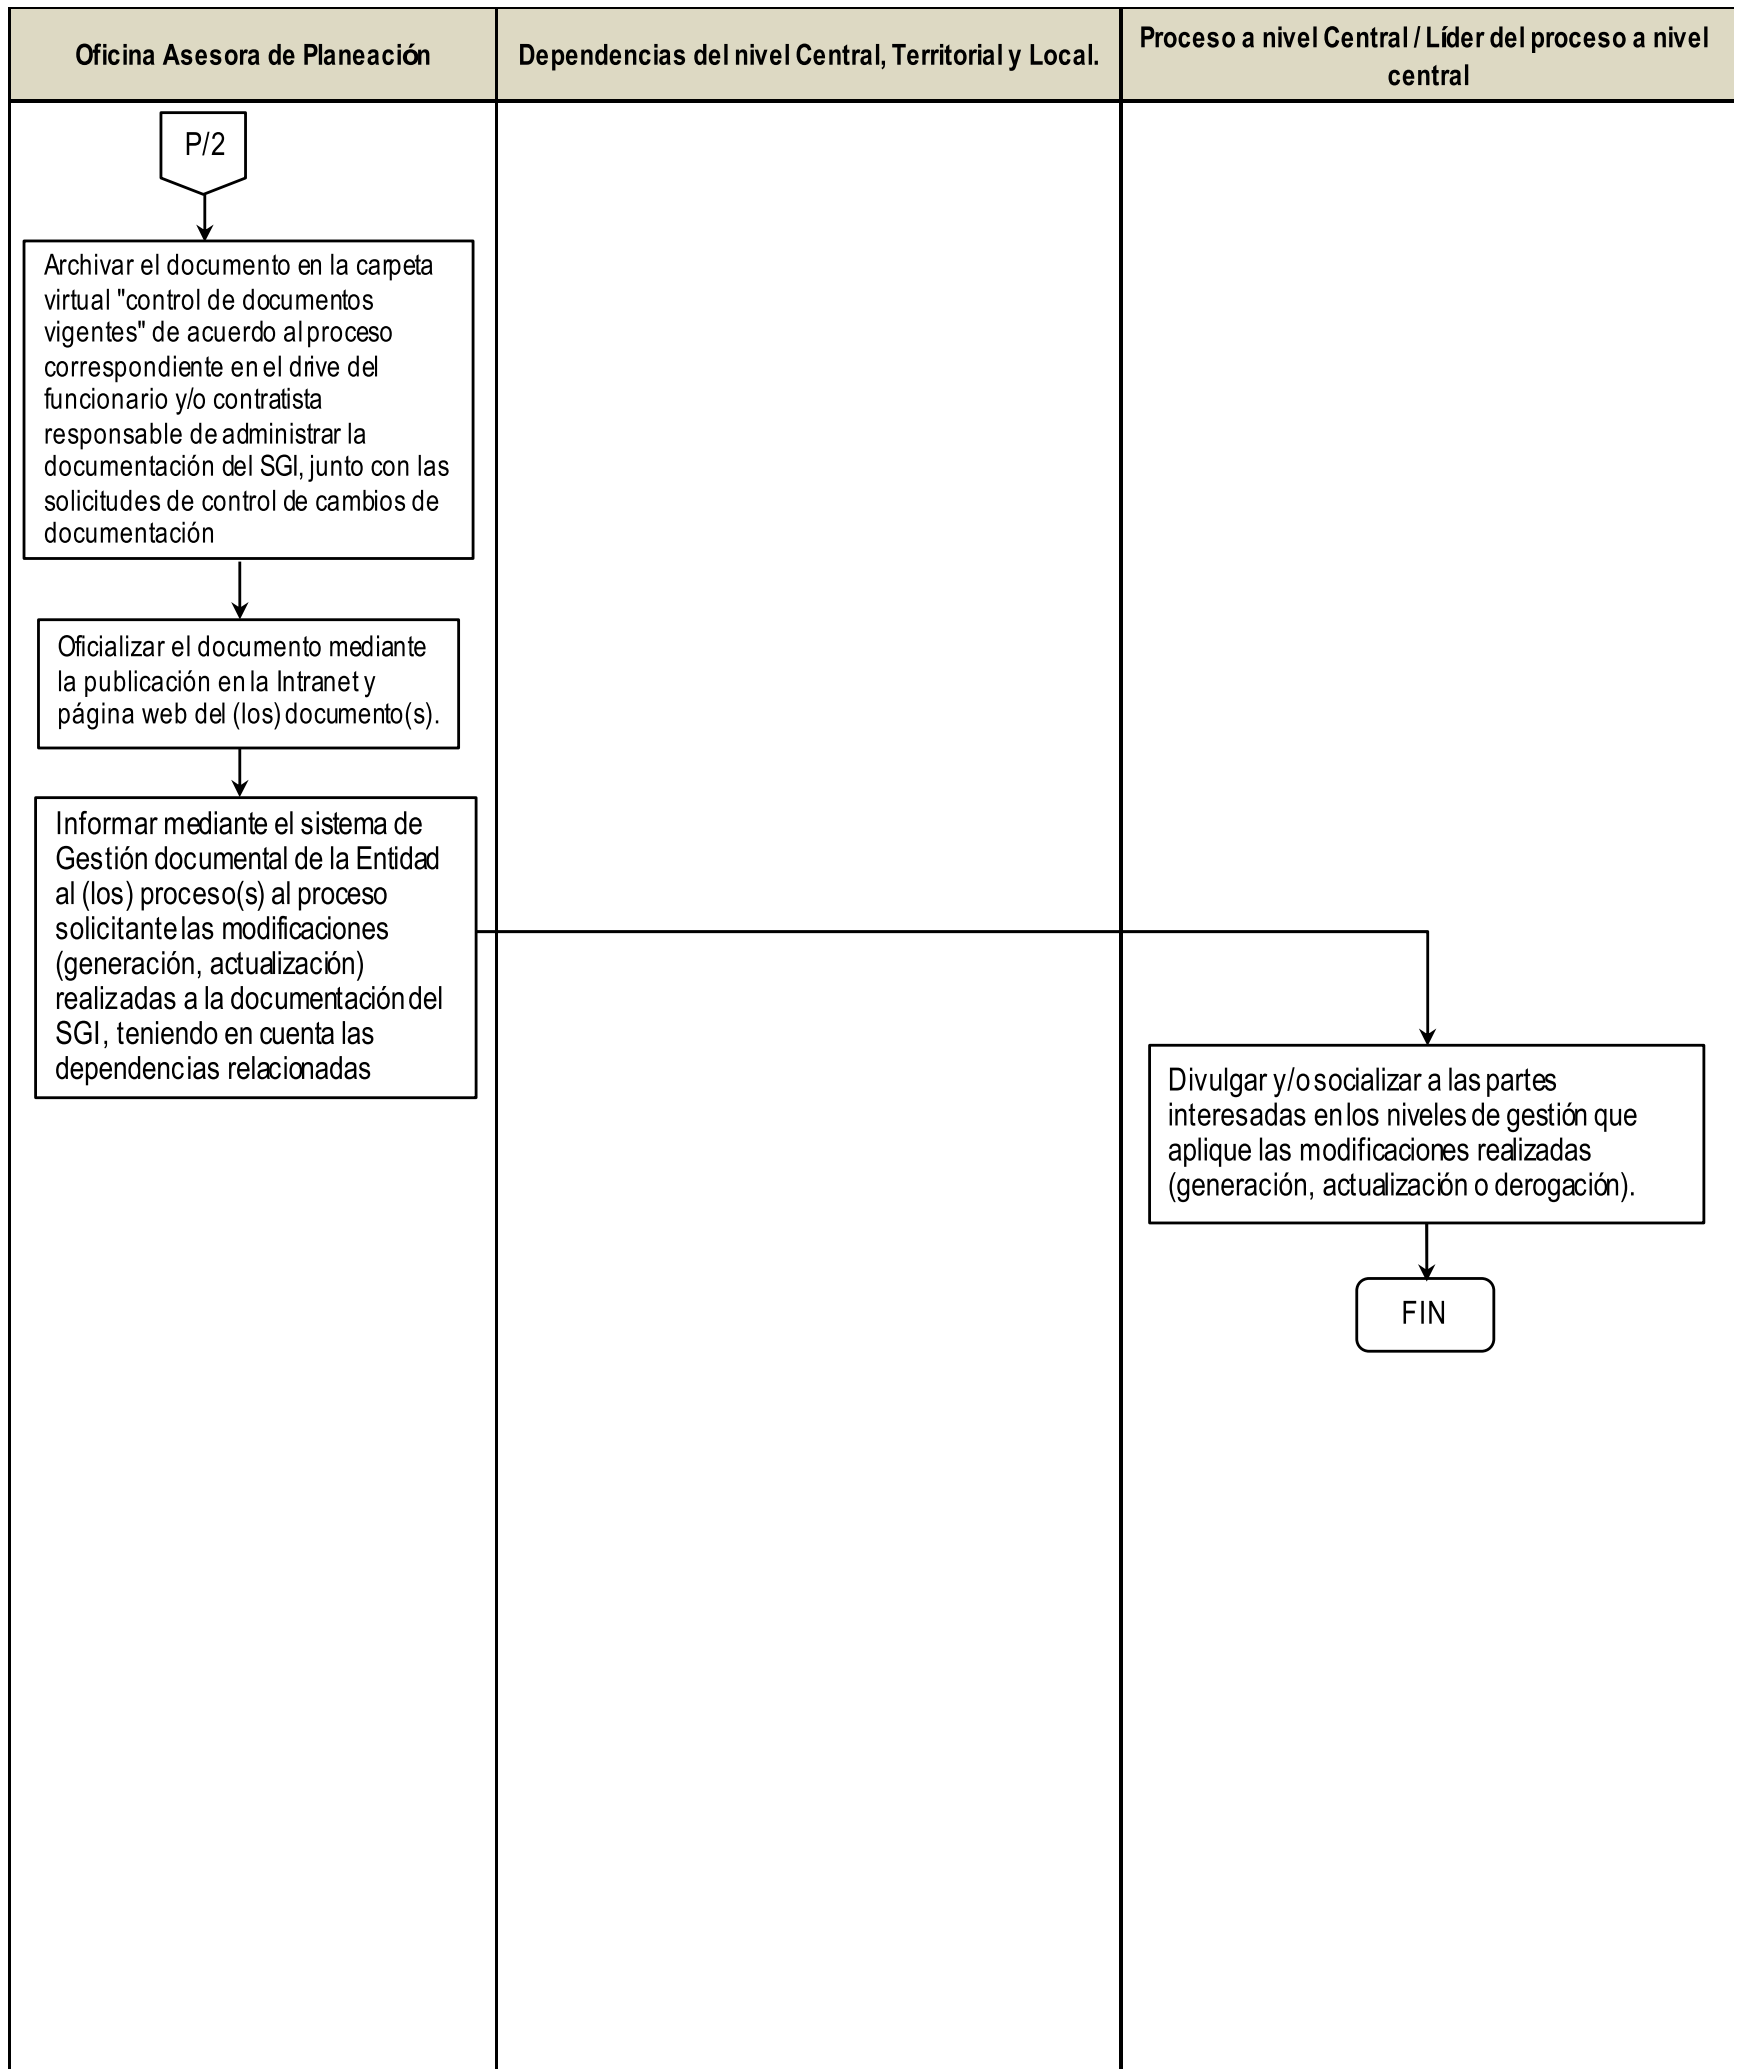 Oficina Asesora de Planeación
Dependencias del nivel Central, Territorial y Local.
Proceso a nivel Central / Líder del proceso a nivel
central
P/2
Archivar el documento en la carpeta
virtual "control de documentos
vigentes" de acuerdo al proceso
correspondiente en el drive del
funcionario y/o contratista
responsable de administrar la
documentación del SGI, junto con las
solicitudes de control de cambios de
documentación
Oficializar el documento mediante
la publicación en la Intranet y
página web del (los) documento(s).
Informar mediante el sistema de
Gestión documental de la Entidad
al (los) proceso(s) al proceso
solicitante las modificaciones
(generación, actualización)
realizadas a la documentación del
SGI, teniendo en cuenta las
dependencias relacionadas
Divulgar y/o socializar a las partes
interesadas en los niveles de gestión que
aplique las modificaciones realizadas
(generación, actualización o derogación).
FIN